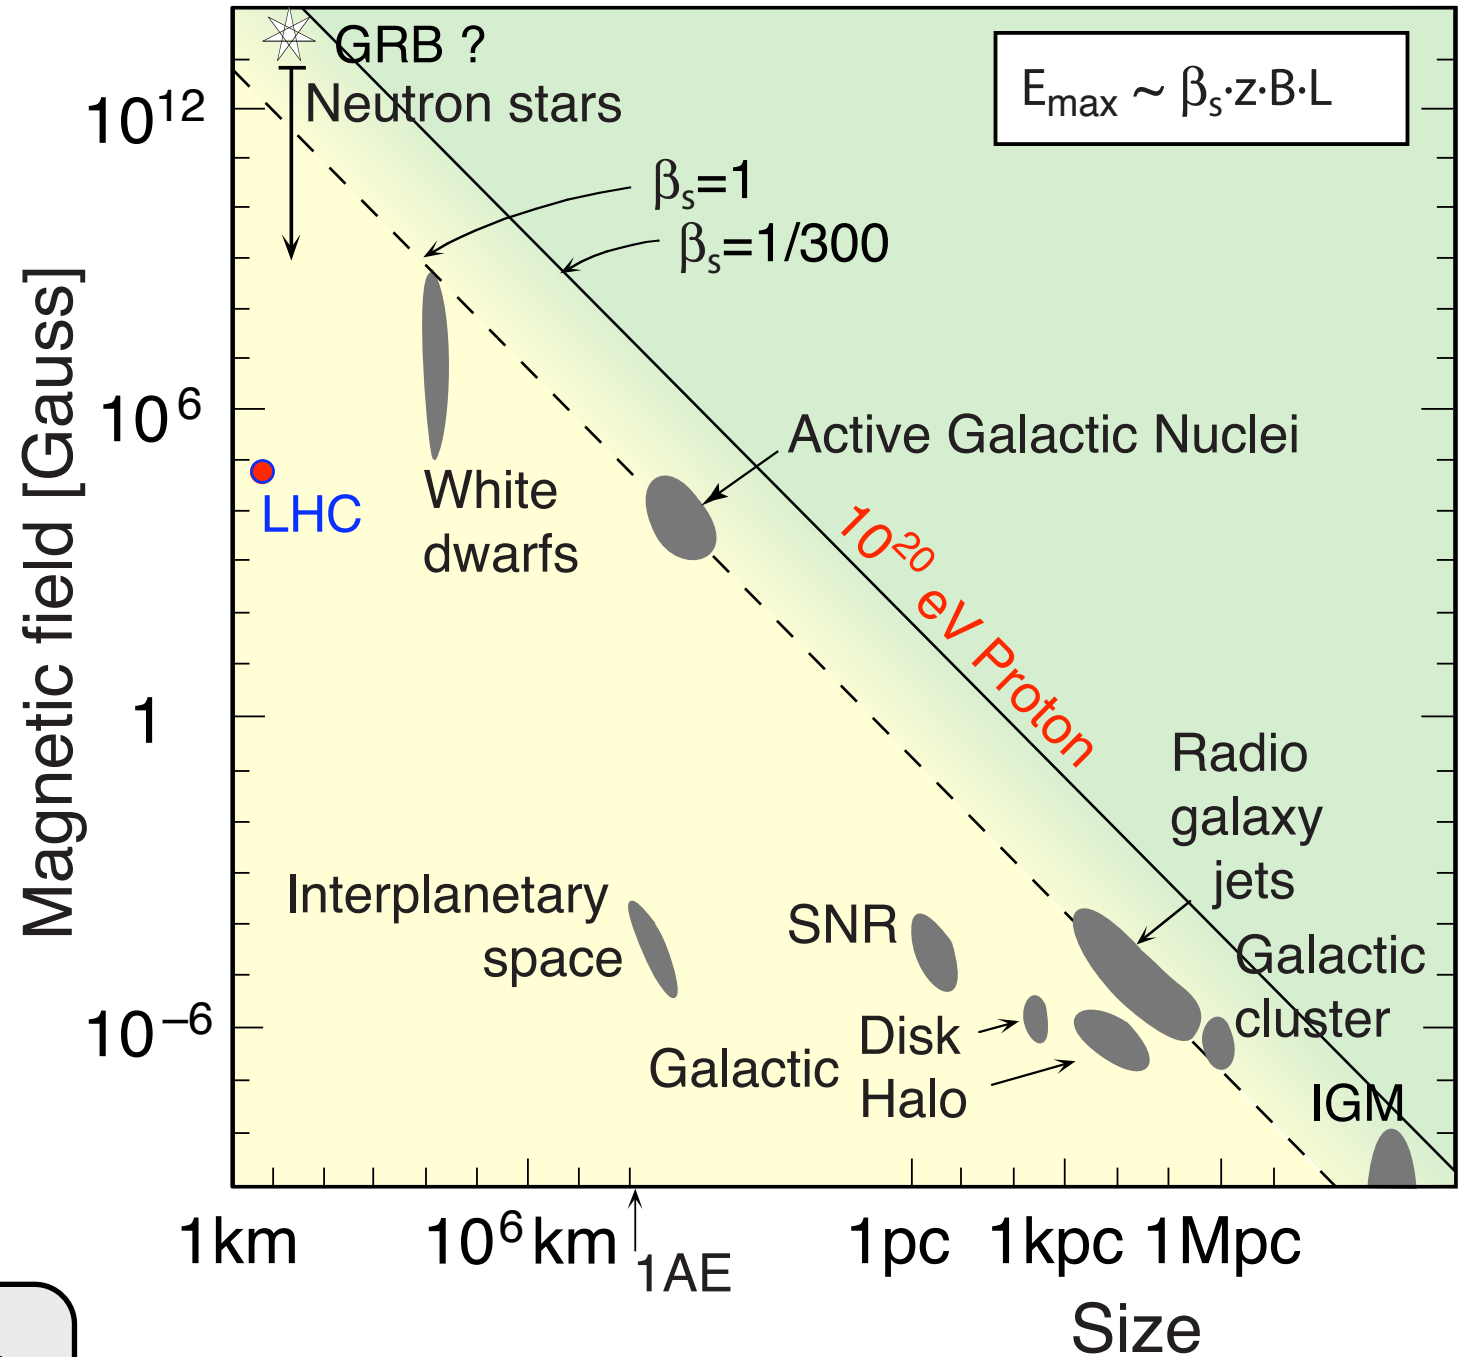 GRB ?
Neutron stars
E_max ~ β_s·z·B·L
10^12
β_s=1
β_s=1/300
Magnetic field [Gauss]
10^6
Active Galactic Nuclei
White
dwarfs
LHC
10^20 eV Proton
1
Radio
galaxy
jets
Interplanetary
space
SNR
Galactic
cluster
10^−6
Disk
Galactic
Halo
IGM
1km
10^6 km
1AE
1pc
1kpc
1Mpc
Size